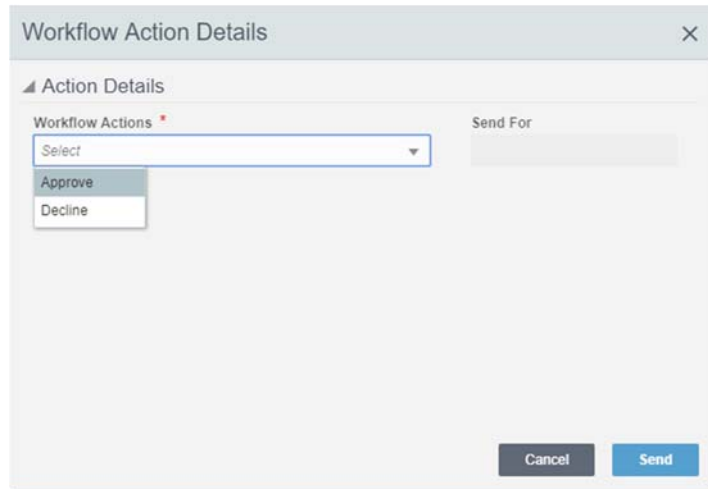 Workflow Action Details
Action Details
Workflow Actions * Send For
Select
Approve
Decline
Cancel Send